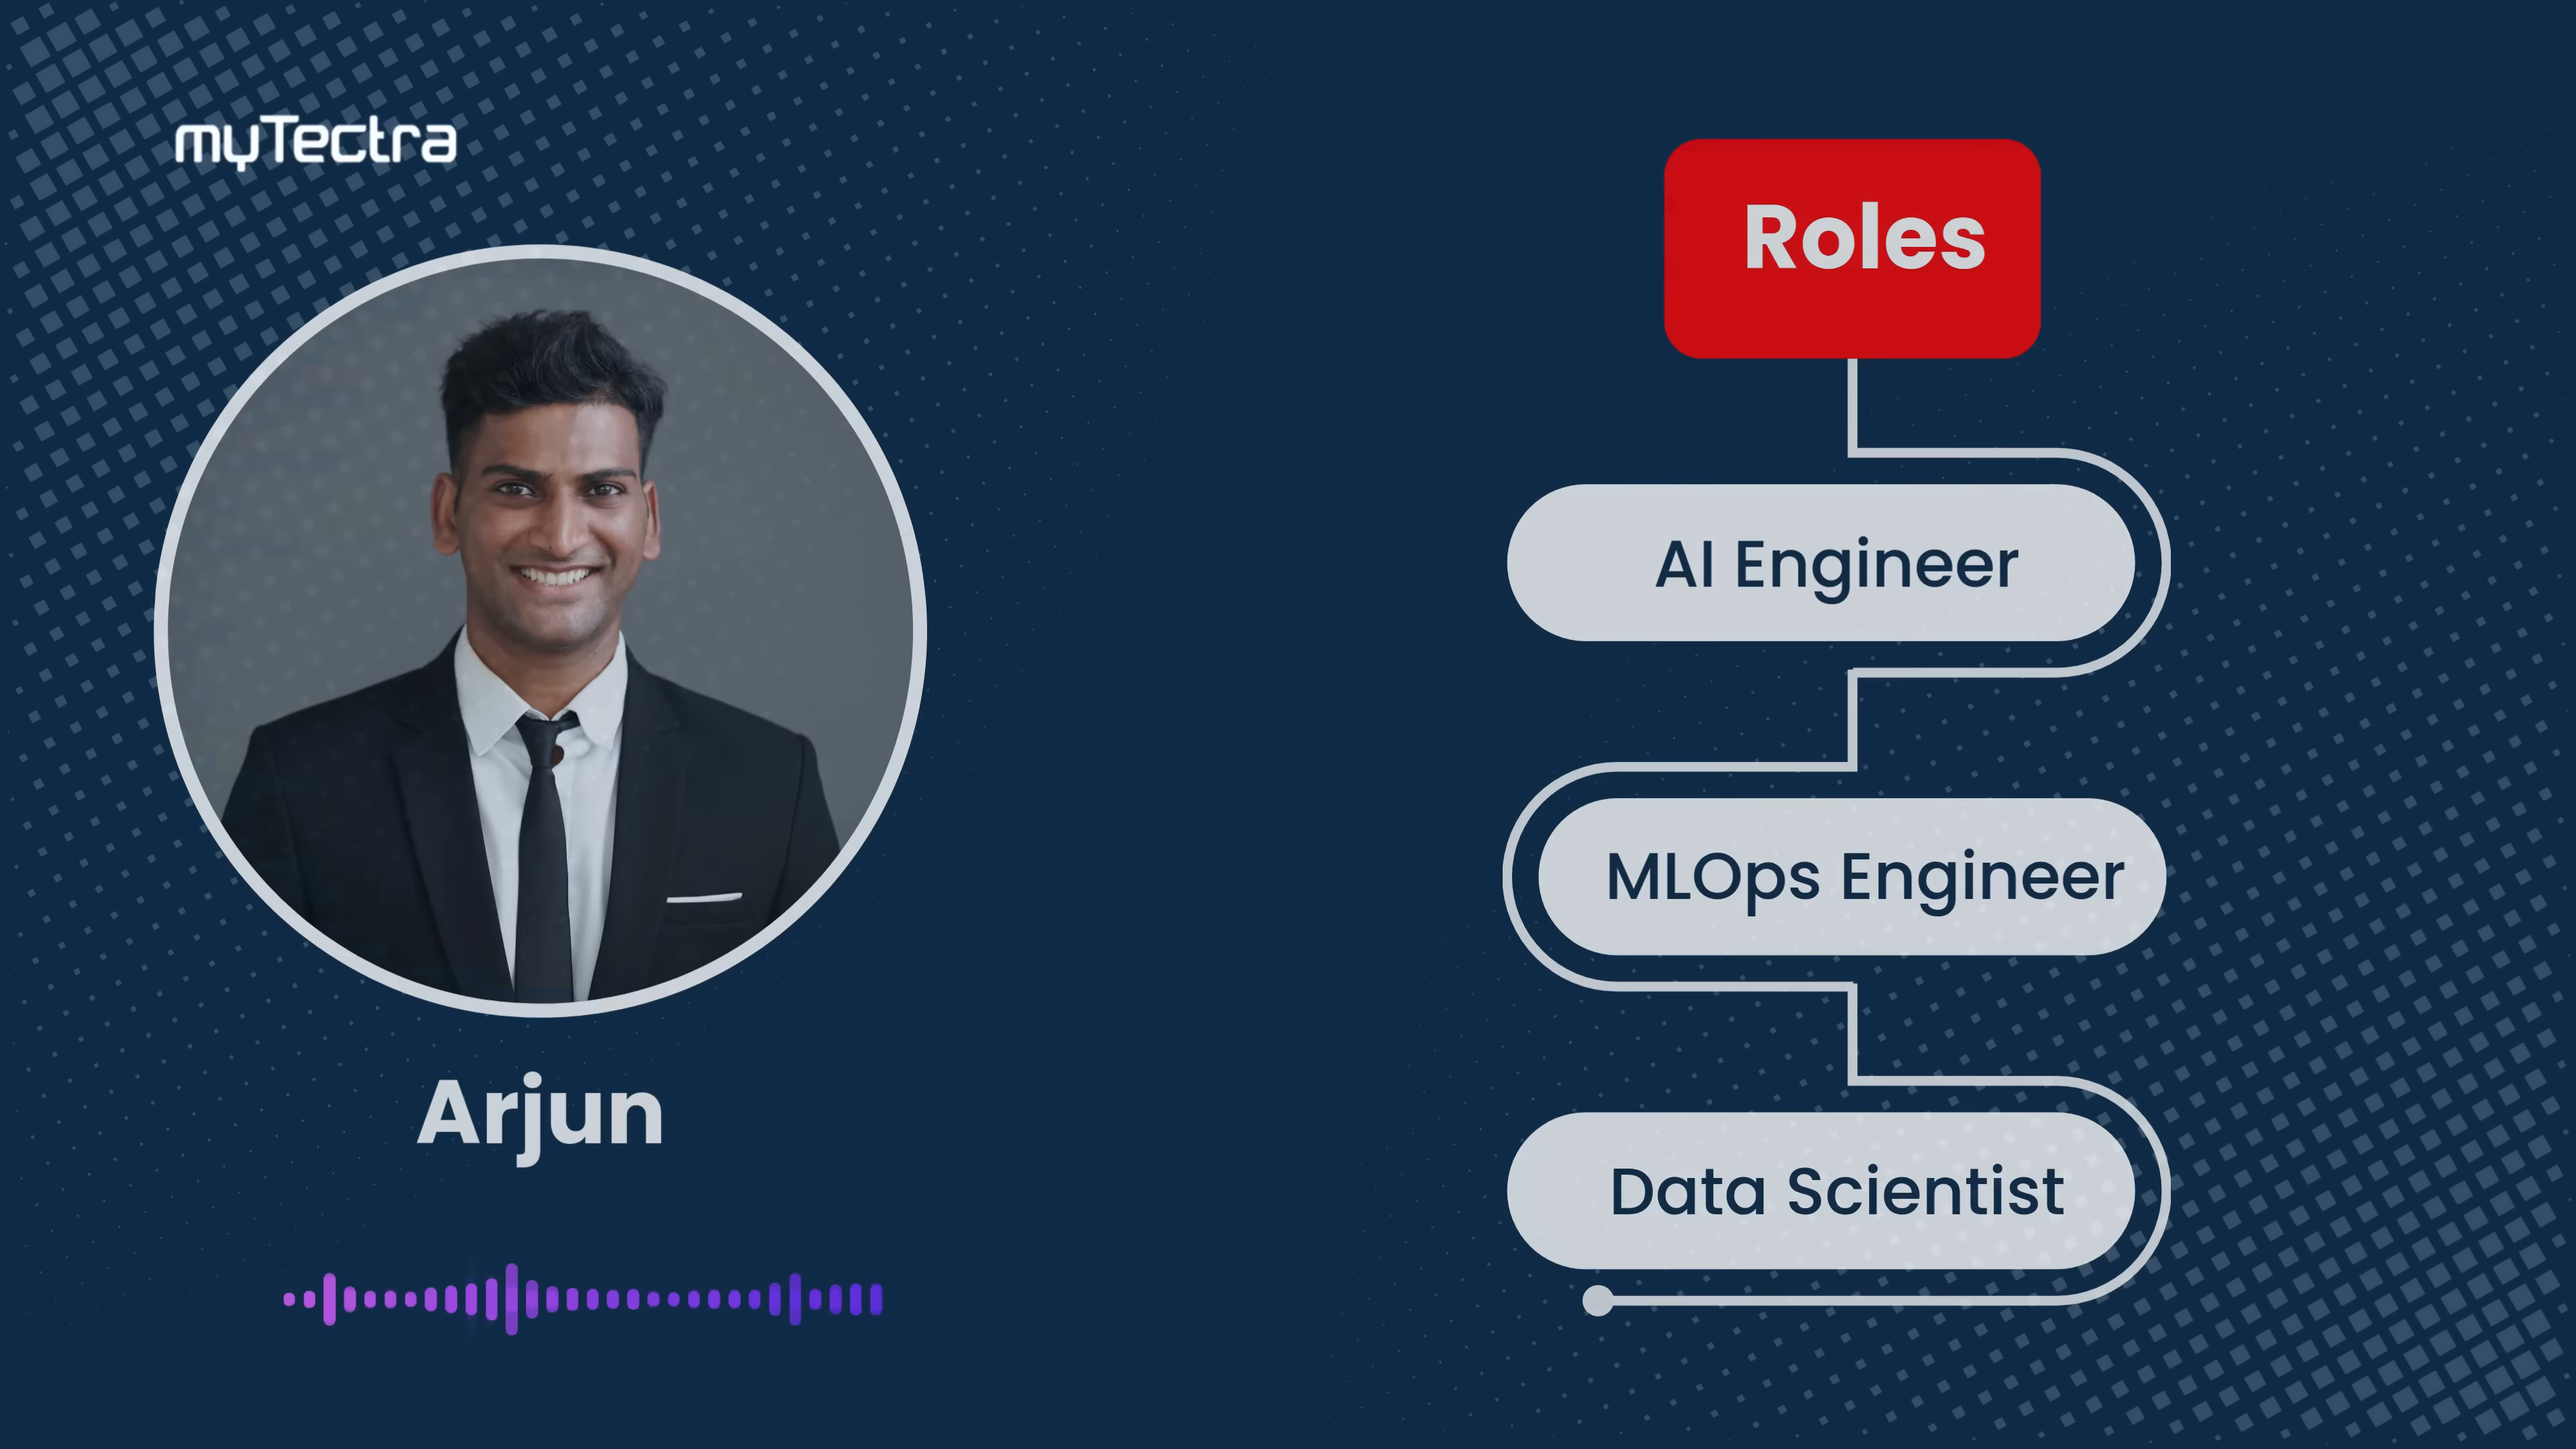 myTectra
Arjun
Roles
AI Engineer
MLOps Engineer
Data Scientist